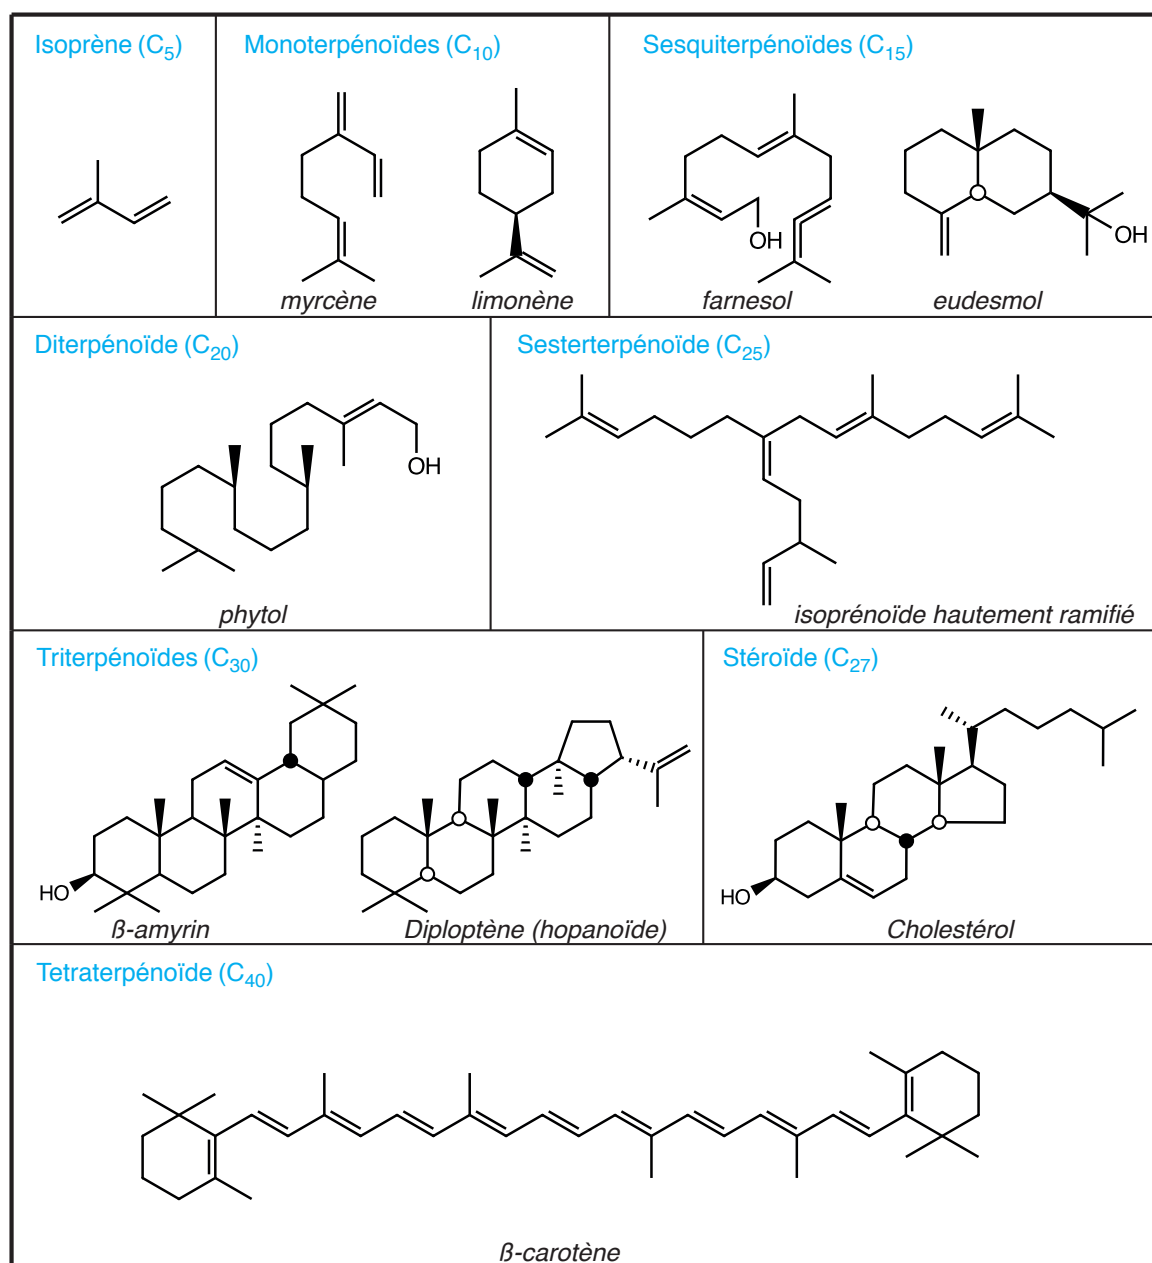 Isoprène (C5)
Monoterpénoïdes (C10)
Sesquiterpénoïdes (C15)
OH
OH
myrcène
limonène
farnesol
eudesmol
Diterpénoïde (C20)
Sesterterpénoïde (C25)
OH
phytol
isoprénoïde hautement ramifié
Triterpénoïdes (C30)
Stéroïde (C27)
HO
HO
ß-amyrin
Diploptène (hopanoïde)
Cholestérol
Tetraterpénoïde (C40)
ß-carotène